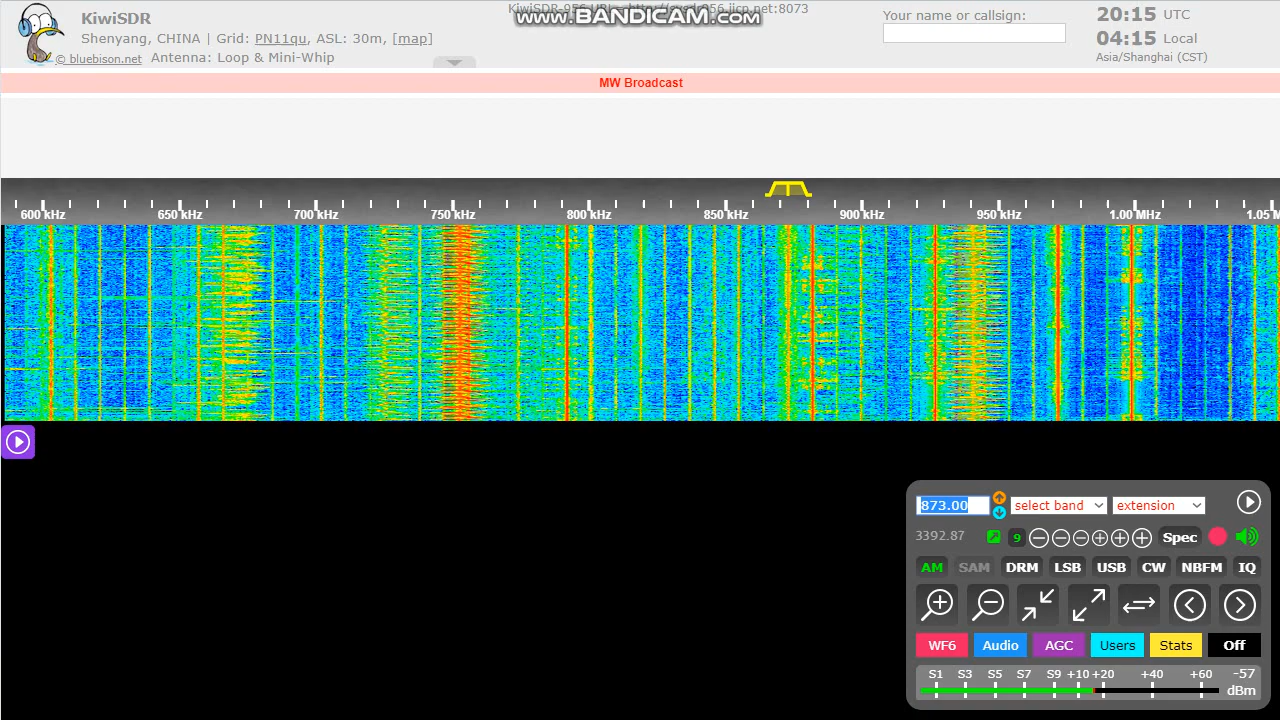 KiwiSDR
Shenyang, CHINA | Grid: PN11qu, ASL: 30m, [map]
© bluebison.net Antenna: Loop & Mini-Whip
www.BANDICAM.com
Your name or callsign:
20:15 UTC
04:15 Local
Asia/Shanghai (CST)
MW Broadcast
600 kHz 650 kHz 700 kHz 750 kHz 800 kHz 850 kHz 900 kHz 950 kHz 1.00 MHz 1.05 M
873.00 select band extension
3392.87 9 Spec
AM SAM DRM LSB USB CW NBFM IQ
WF6 Audio AGC Users Stats Off
S1 S3 S5 S7 S9 +10 +20 +40 +60 -57
dBm